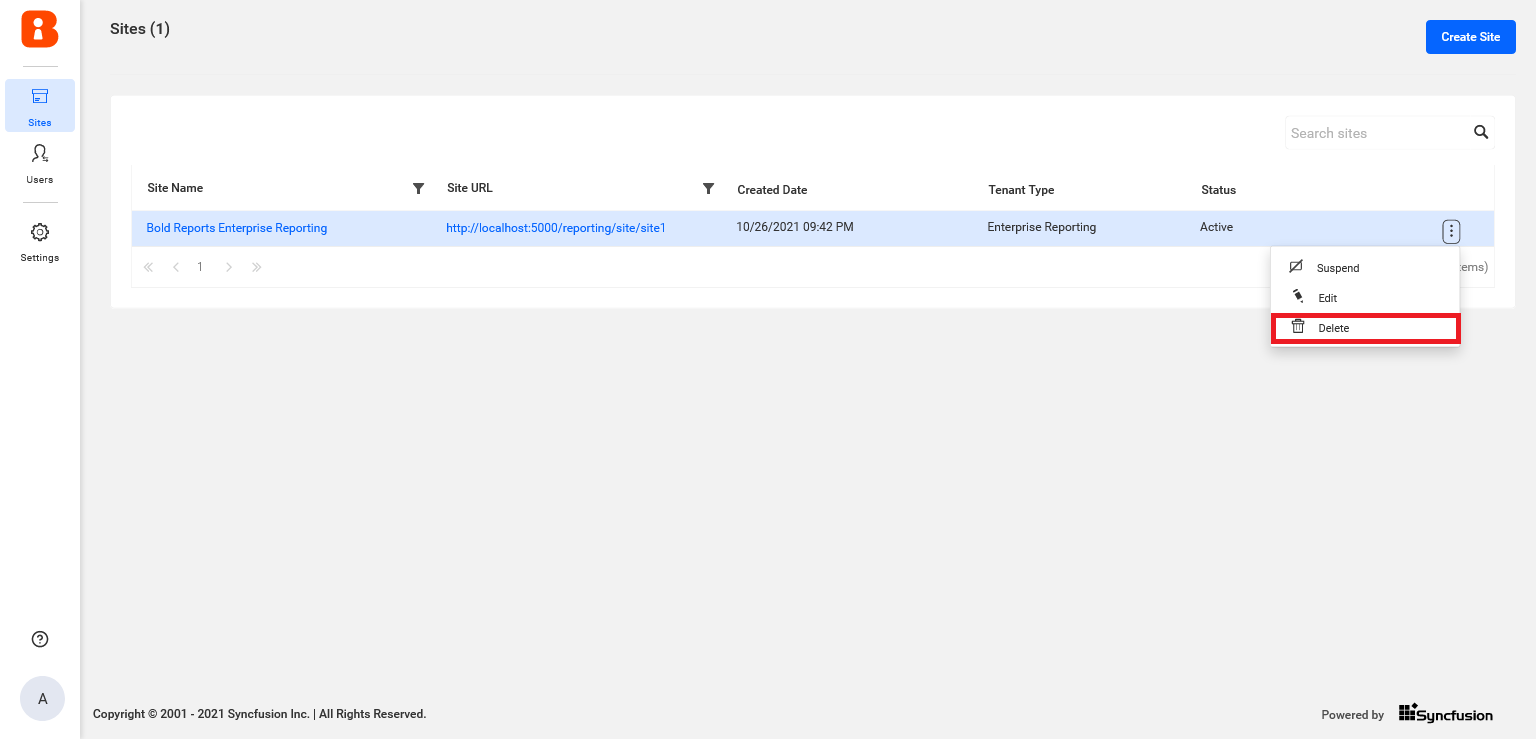 Sites (1)
Create Site
Sites
Users
Settings
Search sites
Site Name Site URL Created Date Tenant Type Status
Bold Reports Enterprise Reporting http://localhost:5000/reporting/site/site1 10/26/2021 09:42 PM Enterprise Reporting Active
1
Suspend
Edit
Delete
A
Copyright © 2001 - 2021 Syncfusion Inc. | All Rights Reserved.
Powered by Syncfusion